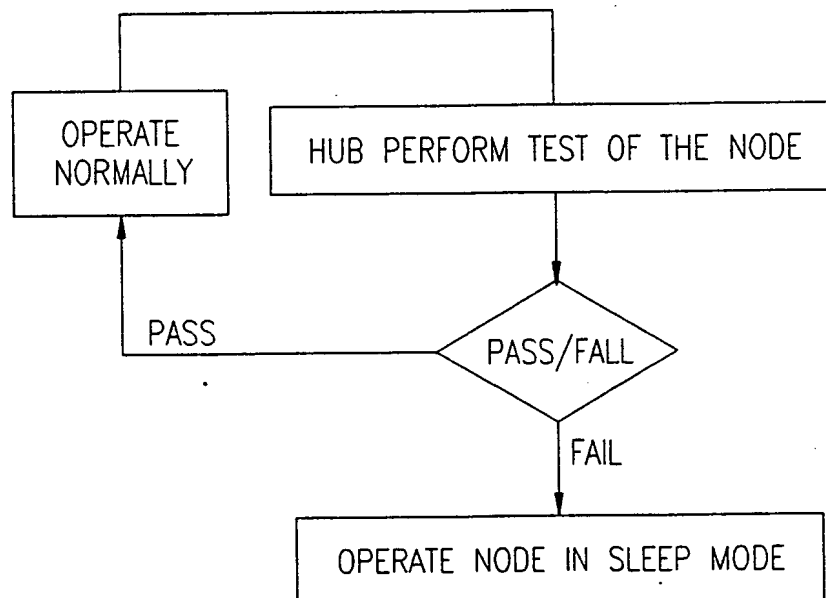 OPERATE
NORMALLY
HUB PERFORM TEST OF THE NODE
PASS
PASS/FALL
FAIL
OPERATE NODE IN SLEEP MODE